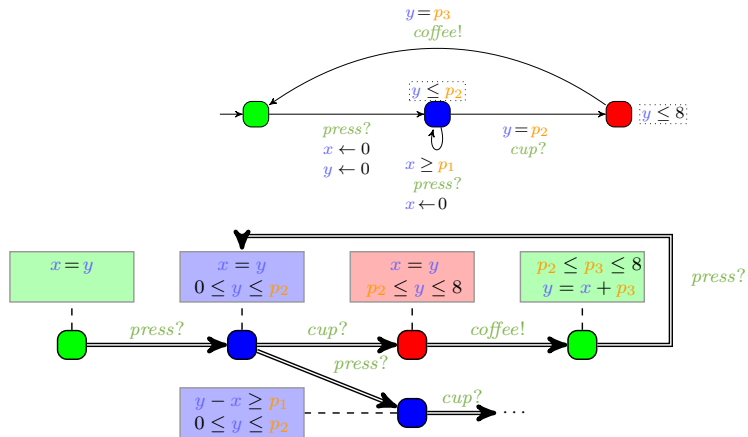 y = p₃
coffee!
y ≤ p₂
y ≤ 8
press?
x ← 0
y ← 0
y = p₂
cup?
x ≥ p₁
press?
x ← 0
x = y
x = y
0 ≤ y ≤ p₂
x = y
p₂ ≤ y ≤ 8
p₂ ≤ p₃ ≤ 8
y = x + p₃
press?
press?
cup?
coffee!
press?
y − x ≥ p₁
0 ≤ y ≤ p₂
cup?
···